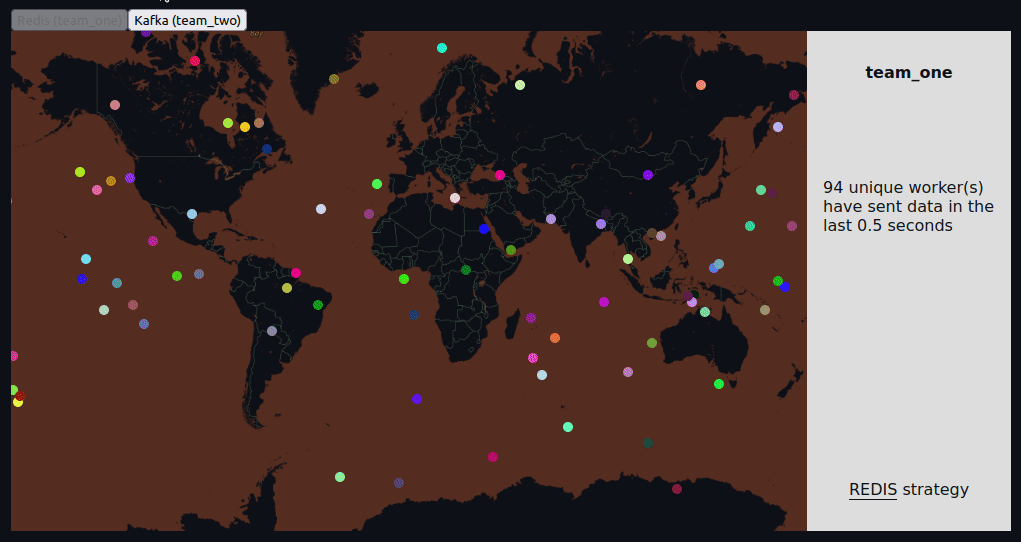 Redis (team_one)
Kafka (team_two)
Bay
team_one
94 unique worker(s)
have sent data in the
last 0.5 seconds
REDIS strategy